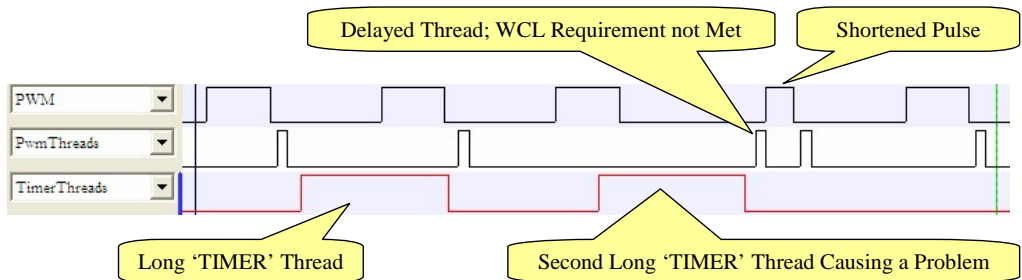 Delayed Thread; WCL Requirement not Met
Shortened Pulse
PWM
PwmThreads
TimerThreads
Long ‘TIMER’ Thread
Second Long ‘TIMER’ Thread Causing a Problem